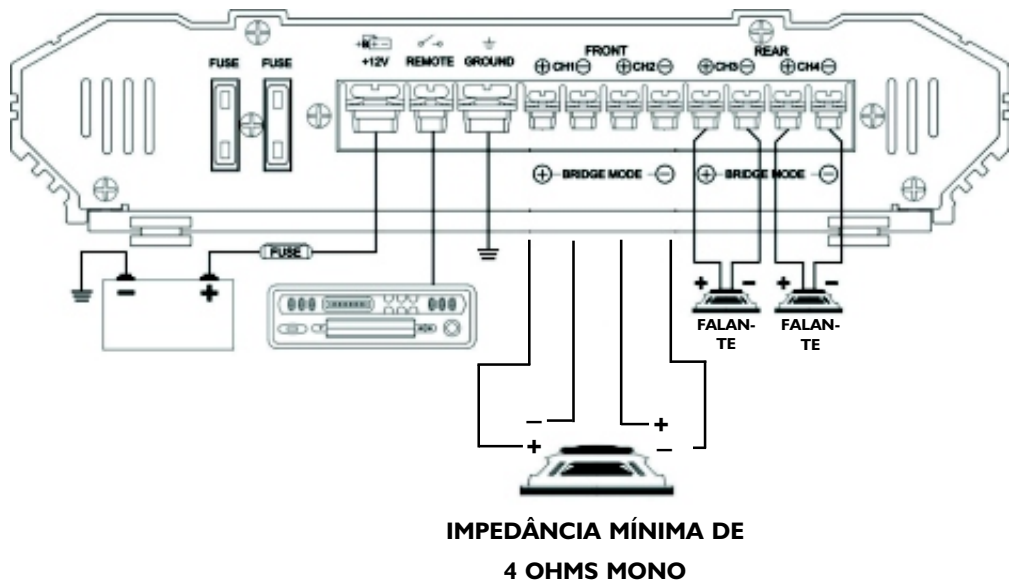 FUSE FUSE
+12V REMOTE GROUND
FRONT
⊕ CH1 ⊖ ⊕ CH2 ⊖
REAR
⊕ CH3 ⊖ ⊕ CH4 ⊖
⊕ BRIDGE MODE ⊖ ⊕ BRIDGE MODE ⊖
FUSE
− +
+ − + −
FALAN-
TE
FALAN-
TE
− +
+ −
IMPEDÂNCIA MÍNIMA DE
4 OHMS MONO